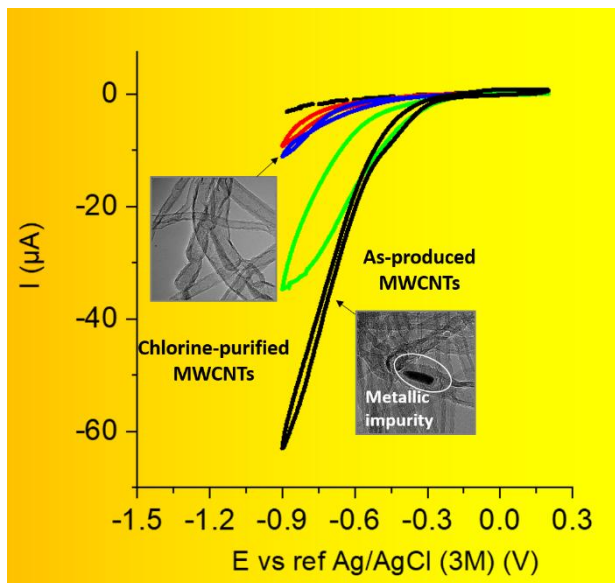 0
-20
-40
-60
I (µA)
As-produced
MWCNTs
Chlorine-purified
MWCNTs
Metallic
impurity
-1.5 -1.2 -0.9 -0.6 -0.3 0.0 0.3
E vs ref Ag/AgCl (3M) (V)